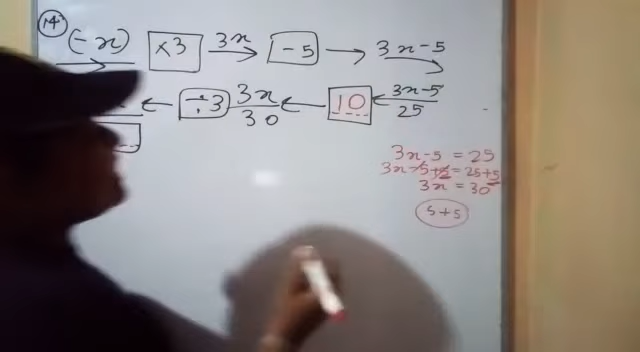 14
(-x) → ×3 3x → -5 → 3x-5
← ÷3 3x/30 ← 10 ← 3x-5/25
3x-5 = 25
3x-5+5 = 25+5
3x = 30
5+5